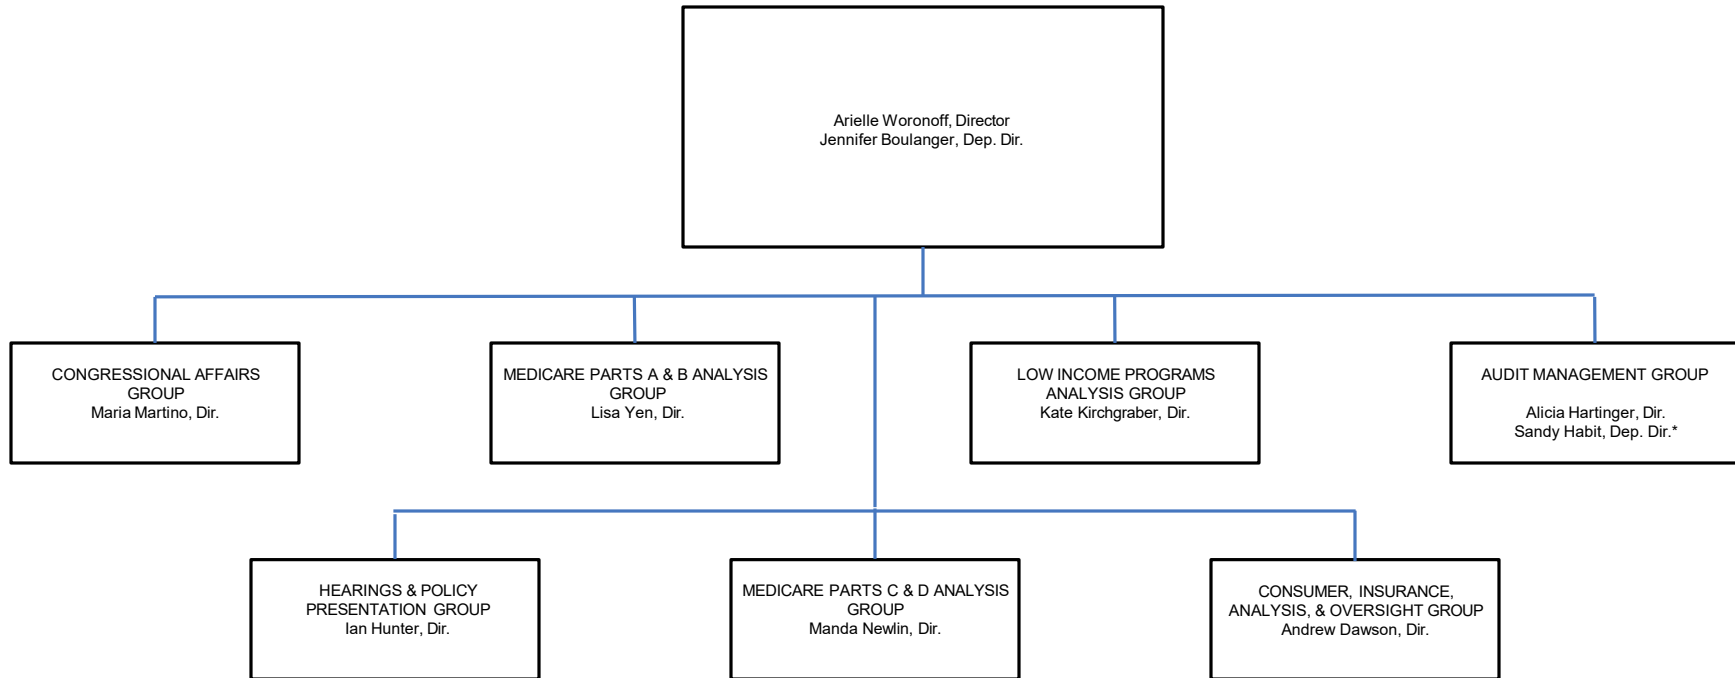 Arielle Woronoff, Director
Jennifer Boulanger, Dep. Dir.
CONGRESSIONAL AFFAIRS
GROUP
Maria Martino, Dir.
MEDICARE PARTS A & B ANALYSIS
GROUP
Lisa Yen, Dir.
LOW INCOME PROGRAMS
ANALYSIS GROUP
Kate Kirchgraber, Dir.
AUDIT MANAGEMENT GROUP
Alicia Hartinger, Dir.
Sandy Habit, Dep. Dir.*
HEARINGS & POLICY
PRESENTATION GROUP
Ian Hunter, Dir.
MEDICARE PARTS C & D ANALYSIS
GROUP
Manda Newlin, Dir.
CONSUMER, INSURANCE,
ANALYSIS, & OVERSIGHT GROUP
Andrew Dawson, Dir.